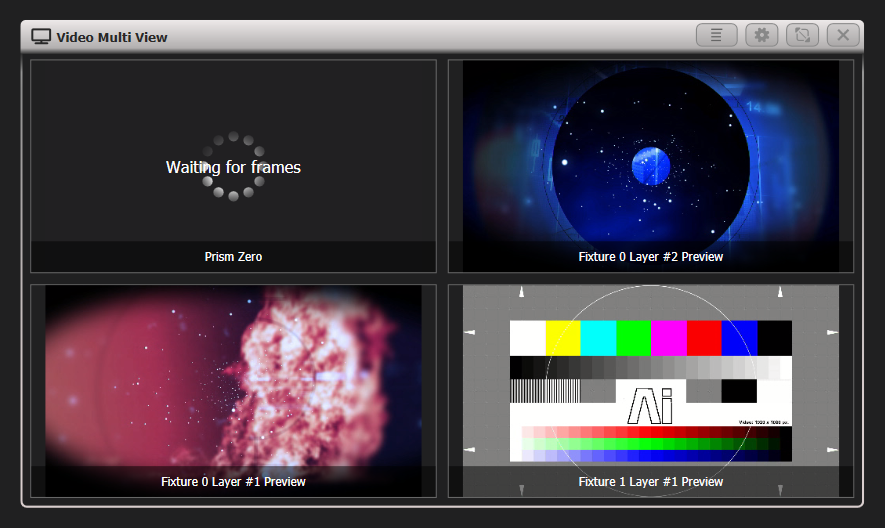 Video Multi View
Waiting for frames
Prism Zero
14
Fixture 0 Layer #2 Preview
Fixture 0 Layer #1 Preview
Ai
Video: 1920 x 1080 px.
Fixture 1 Layer #1 Preview